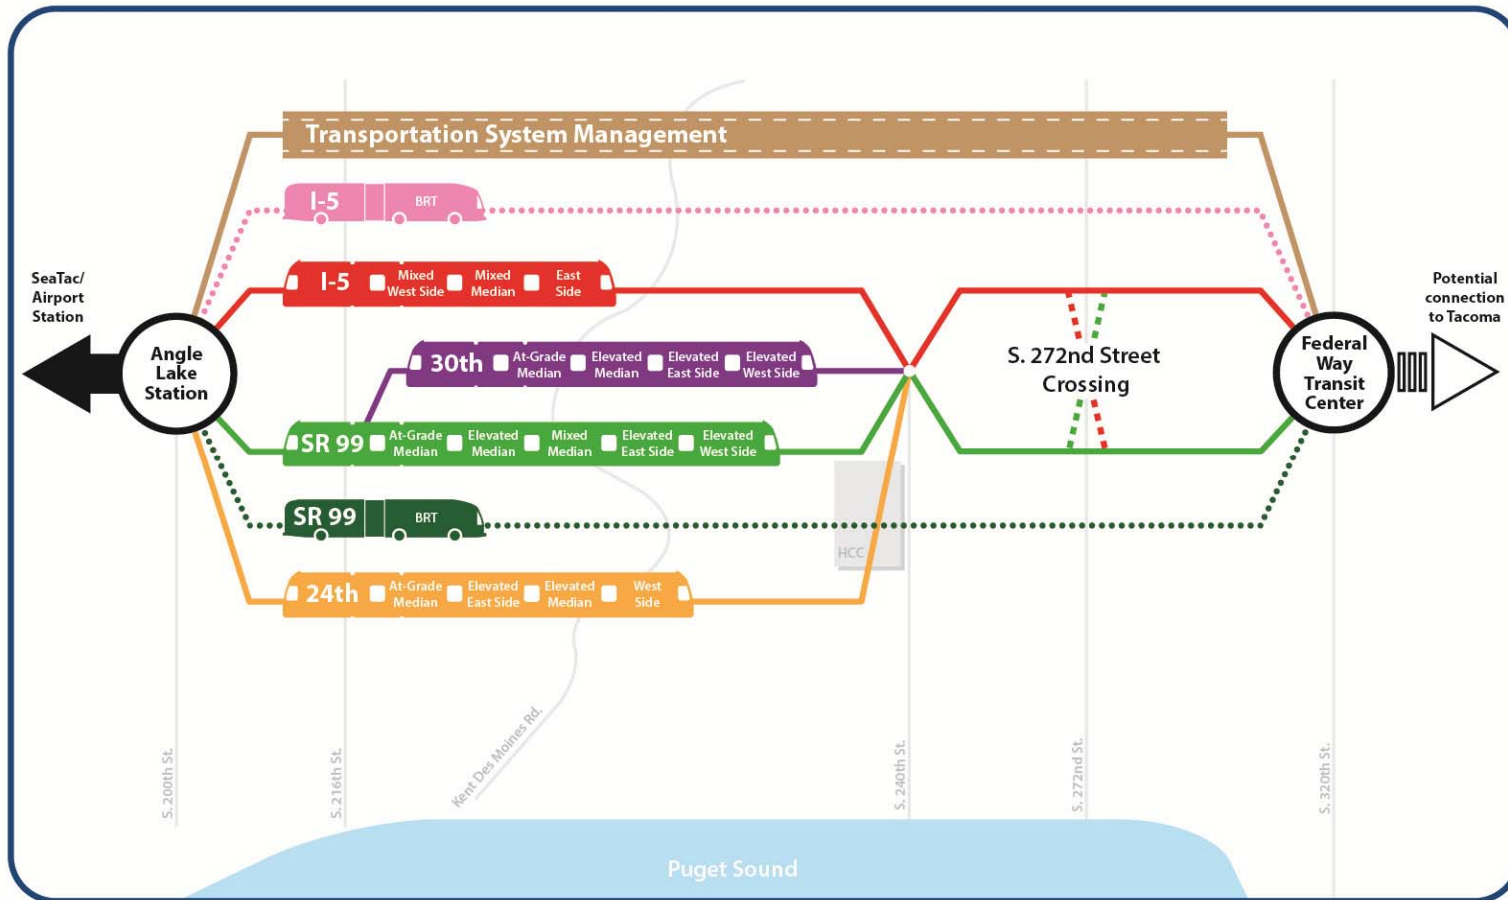 Transportation System Management
I-5
BRT
SeaTac/
Airport
Station
I-5
Mixed
West Side
Mixed
Median
East
Side
Potential
connection
to Tacoma
Angle
Lake
Station
30th
At-Grade
Median
Elevated
Median
Elevated
East Side
Elevated
West Side
S. 272nd Street
Crossing
Federal
Way
Transit
Center
SR 99
At-Grade
Median
Elevated
Median
Mixed
Median
Elevated
East Side
Elevated
West Side
SR 99
BRT
HCC
24th
At-Grade
Median
Elevated
East Side
Elevated
Median
West
Side
S. 200th St.
S. 216th St.
Kent Des Moines Rd.
S. 240th St.
S. 272nd St.
S. 320th St.
Puget Sound